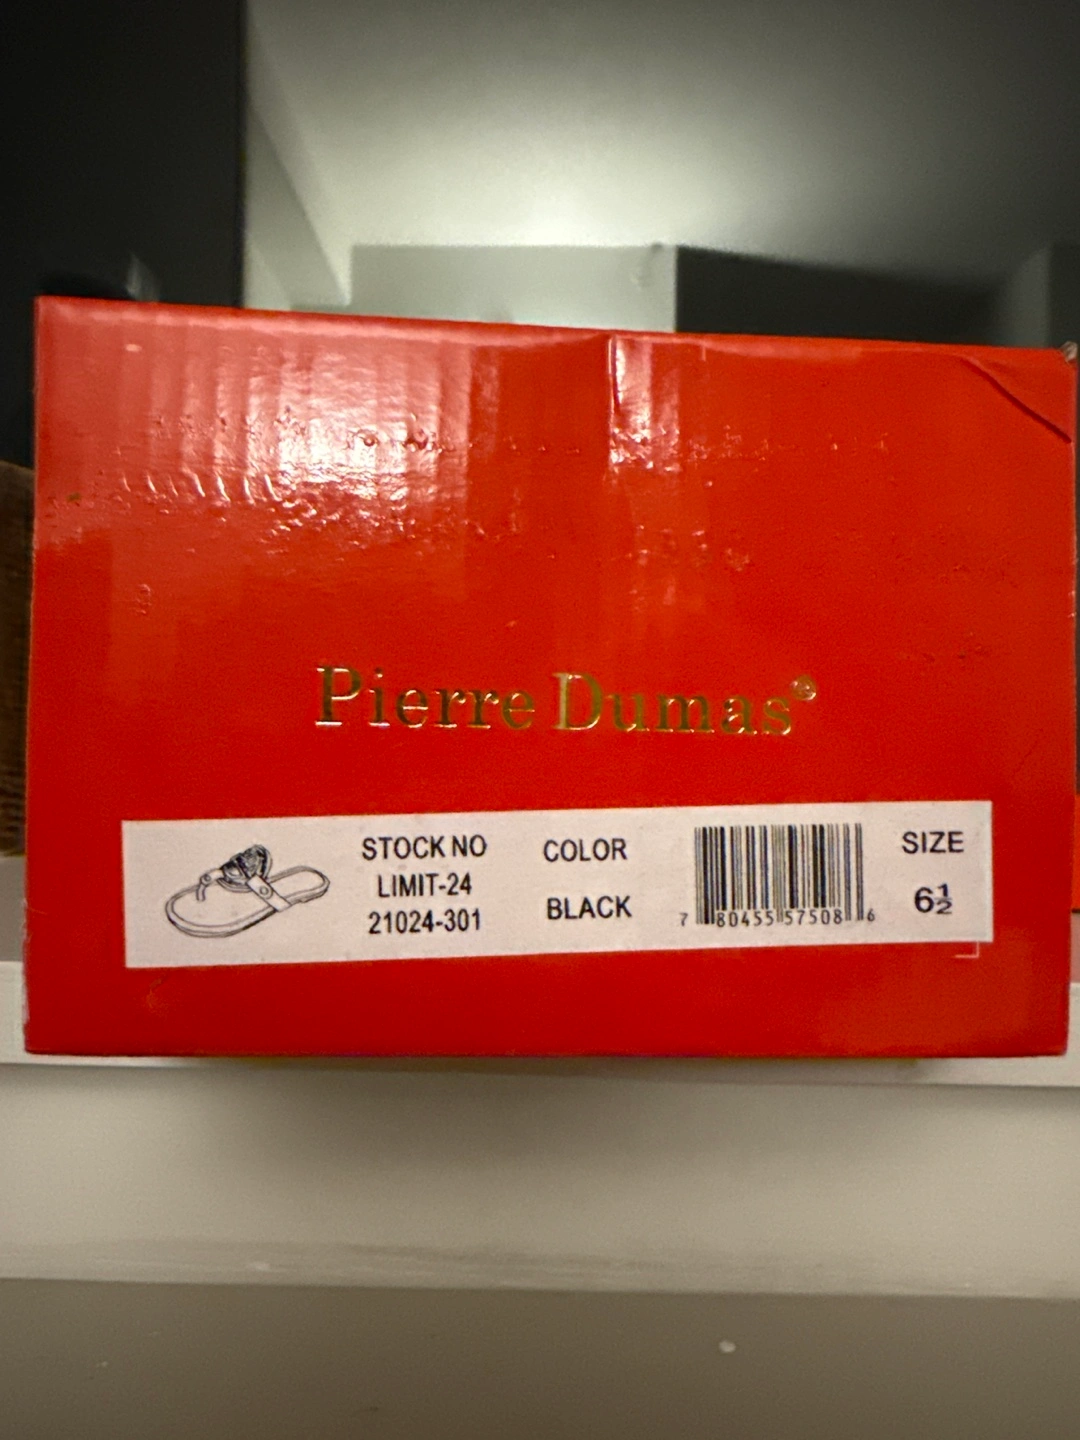 Pierre Dumas®
STOCK NO
LIMIT-24
21024-301
COLOR
BLACK
7 80455 57508 6
SIZE
6½